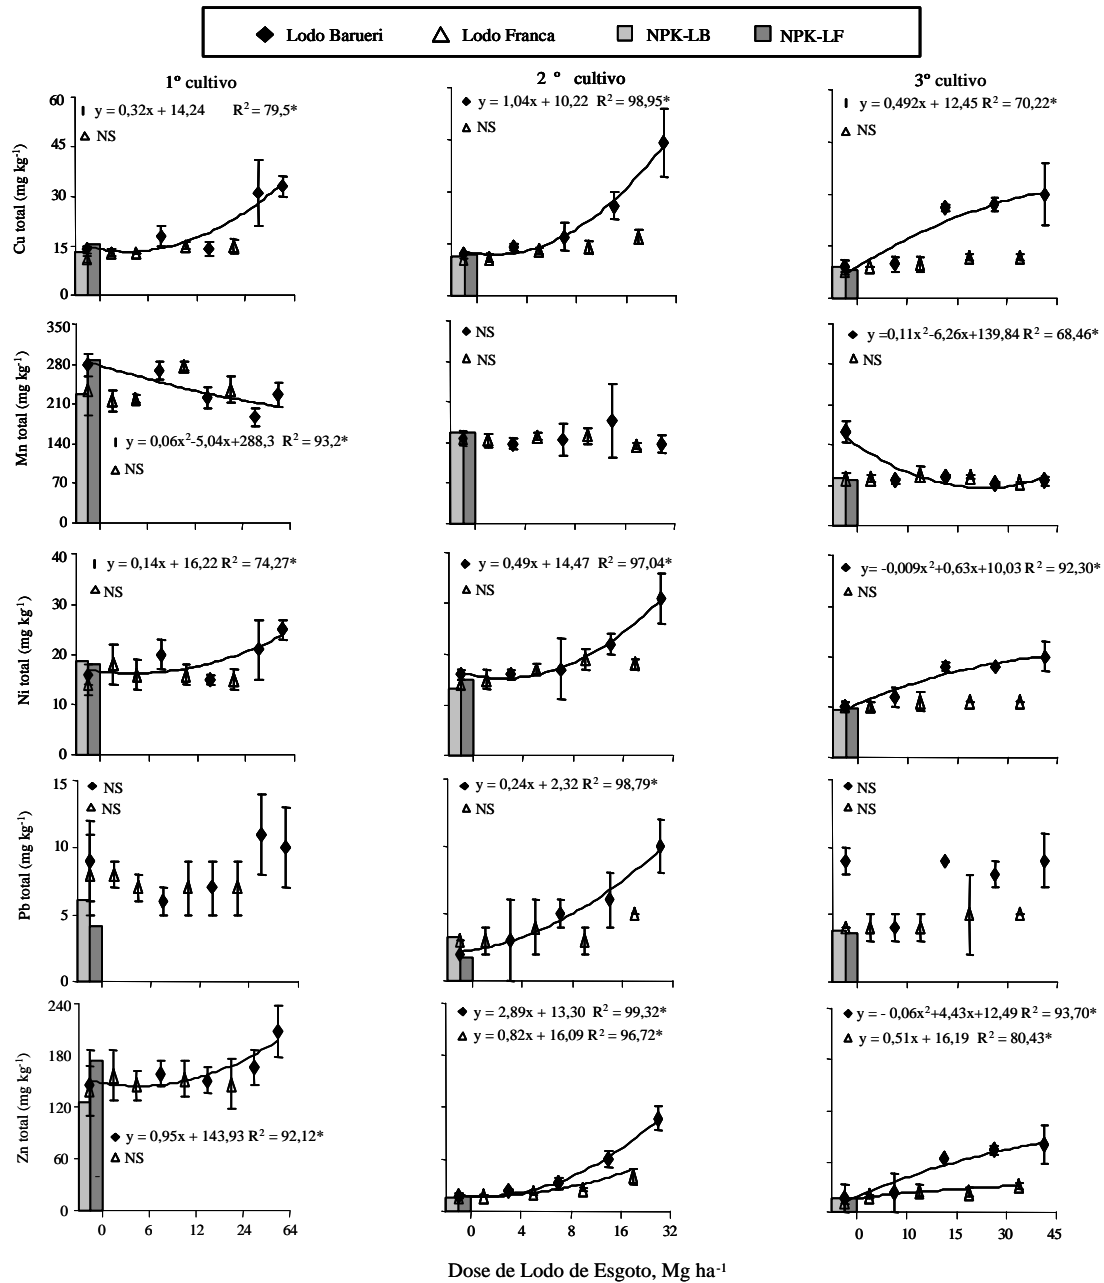 Lodo Barueri Lodo Franca NPK-LB NPK-LF
1º cultivo 2 º cultivo 3º cultivo
Cu total (mg kg-1)
60
45
30
15
0
y = 0,32x + 14,24 R2 = 79,5*
NS
y = 1,04x + 10,22 R2 = 98,95*
NS
y = 0,492x + 12,45 R2 = 70,22*
NS
Mn total (mg kg-1)
350
280
210
140
70
0
y = 0,06x2-5,04x+288,3 R2 = 93,2*
NS
NS
NS
y =0,11x2-6,26x+139,84 R2 = 68,46*
NS
Ni total (mg kg-1)
40
30
20
10
0
y = 0,14x + 16,22 R2 = 74,27*
NS
y = 0,49x + 14,47 R2 = 97,04*
NS
y= -0,009x2+0,63x+10,03 R2 = 92,30*
NS
Pb total (mg kg-1)
15
10
5
0
NS
NS
y = 0,24x + 2,32 R2 = 98,79*
NS
NS
NS
Zn total (mg kg-1)
240
180
120
60
0
y = 0,95x + 143,93 R2 = 92,12*
NS
y = 2,89x + 13,30 R2 = 99,32*
y = 0,82x + 16,09 R2 = 96,72*
y = - 0,06x2+4,43x+12,49 R2 = 93,70*
y = 0,51x + 16,19 R2 = 80,43*
0 6 12 24 64
0 4 8 16 32
0 10 15 30 45
Dose de Lodo de Esgoto, Mg ha-1